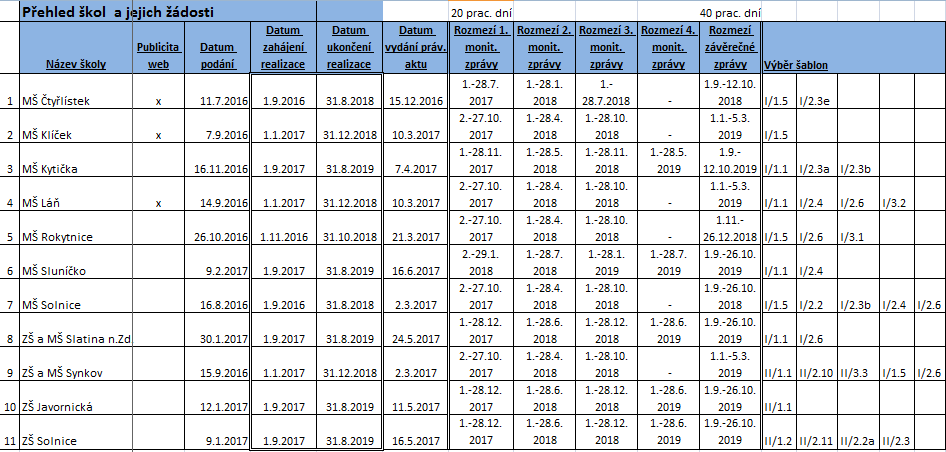 Přehled škol a jejich žádosti 20 prac. dní 40 prac. dní
Název školy Publicita web Datum podání Datum zahájení realizace Datum ukončení realizace Datum vydání práv. aktu Rozmezí 1. monit. zprávy Rozmezí 2. monit. zprávy Rozmezí 3. monit. zprávy Rozmezí 4. monit. zprávy Rozmezí závěrečné zprávy Výběr šablon
1 MŠ Čtyřlístek x 11.7.2016 1.9.2016 31.8.2018 15.12.2016 1.-28.7. 2017 1.-28.1. 2018 1.- 28.7.2018 - 1.9.-12.10. 2018 I/1.5 I/2.3e
2 MŠ Klíček x 7.9.2016 1.1.2017 31.12.2018 10.3.2017 2.-27.10. 2017 1.-28.4. 2018 1.-28.10. 2018 - 1.1.-5.3. 2019 I/1.5
3 MŠ Kytička 16.11.2016 1.9.2017 31.8.2019 7.4.2017 1.-28.11. 2017 1.-28.5. 2018 1.-28.11. 2018 1.-28.5. 2019 1.9.- 12.10.2019 I/1.1 I/2.3a I/2.3b
4 MŠ Láň x 14.9.2016 1.1.2017 31.12.2018 10.3.2017 2.-27.10. 2017 1.-28.4. 2018 1.-28.10. 2018 - 1.1.-5.3. 2019 I/1.1 I/2.4 I/2.6 I/3.2
5 MŠ Rokytnice 26.10.2016 1.11.2016 31.10.2018 21.3.2017 2.-27.10. 2017 1.-28.4. 2018 1.-28.10. 2018 - 1.11.- 26.12.2018 I/1.5 I/2.6 I/3.1
6 MŠ Sluníčko 9.2.2017 1.9.2017 31.8.2019 16.6.2017 2.-29.1. 2018 1.-28.7. 2018 1.-28.1. 2019 1.-28.7. 2019 1.9.-26.10. 2019 I/1.1 I/2.4
7 MŠ Solnice 16.8.2016 1.9.2016 31.8.2018 2.3.2017 2.-27.10. 2017 1.-28.4. 2018 1.-28.10. 2018 - 1.9.-26.10. 2018 I/1.5 I/2.2 I/2.3b I/2.4 I/2.6
8 ZŠ a MŠ Slatina n.Zd. 30.1.2017 1.9.2017 31.8.2019 24.5.2017 1.-28.12. 2017 1.-28.6. 2018 1.-28.12. 2018 1.-28.6. 2019 1.9.-26.10. 2019 I/1.1 I/2.6
9 ZŠ a MŠ Synkov 15.9.2016 1.1.2017 31.12.2018 2.3.2017 2.-27.10. 2017 1.-28.4. 2018 1.-28.10. 2018 - 1.1.-5.3. 2019 II/1.1 II/2.10 II/3.3 I/1.5 I/2.6
10 ZŠ Javornická 12.1.2017 1.9.2017 31.8.2019 11.5.2017 1.-28.12. 2017 1.-28.6. 2018 1.-28.12. 2018 1.-28.6. 2019 1.9.-26.10. 2019 II/1.1
11 ZŠ Solnice 9.1.2017 1.9.2017 31.8.2019 16.5.2017 1.-28.12. 2017 1.-28.6. 2018 1.-28.12. 2018 1.-28.6. 2019 1.9.-26.10. 2019 II/1.2 II/2.11 II/2.2a II/2.3